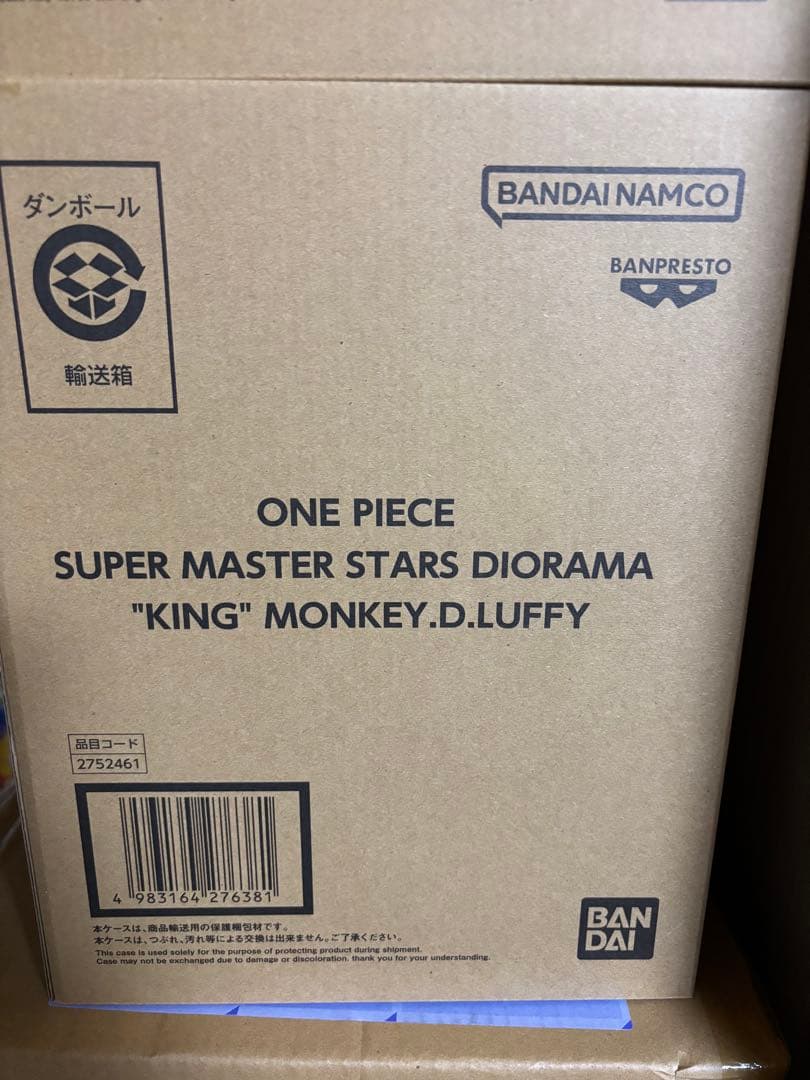 ダンボール
輸送箱
BANDAI NAMCO
BANPRESTO
ONE PIECE
SUPER MASTER STARS DIORAMA
"KING" MONKEY.D.LUFFY
品目コード
2752461
4 983164 276381
本ケースは、商品輸送用の保護梱包材です。
本ケースは、つぶれ、汚れ等による交換は出来ません。ご了承ください。
This case is used solely for the purpose of protecting product during shipment.
Case may not be exchanged due to damage or discoloration. thank you for your understanding.
BAN
DAI